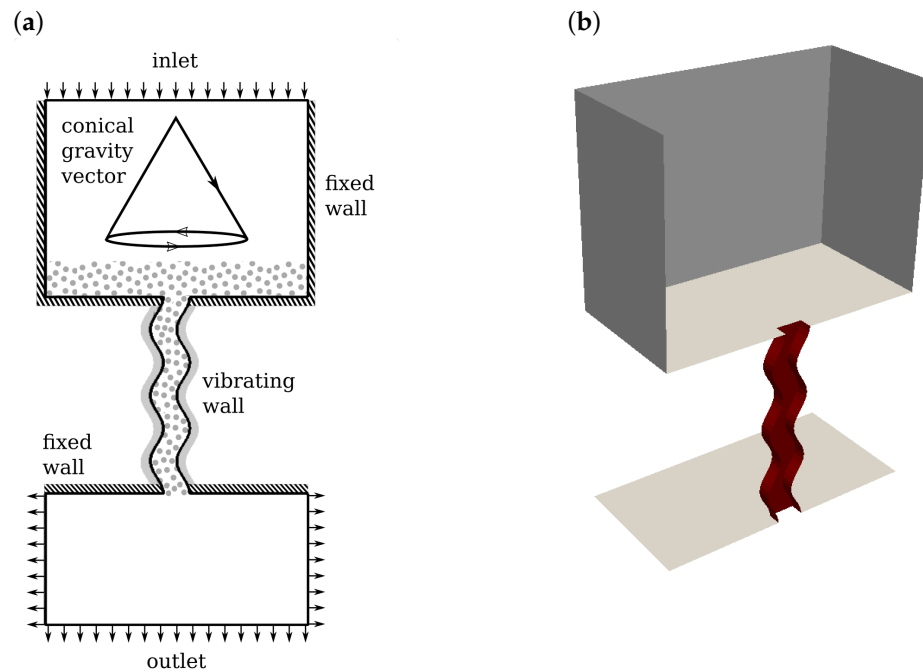 (a)
inlet
conical
gravity
vector
fixed
wall
vibrating
wall
fixed
wall
outlet
(b)